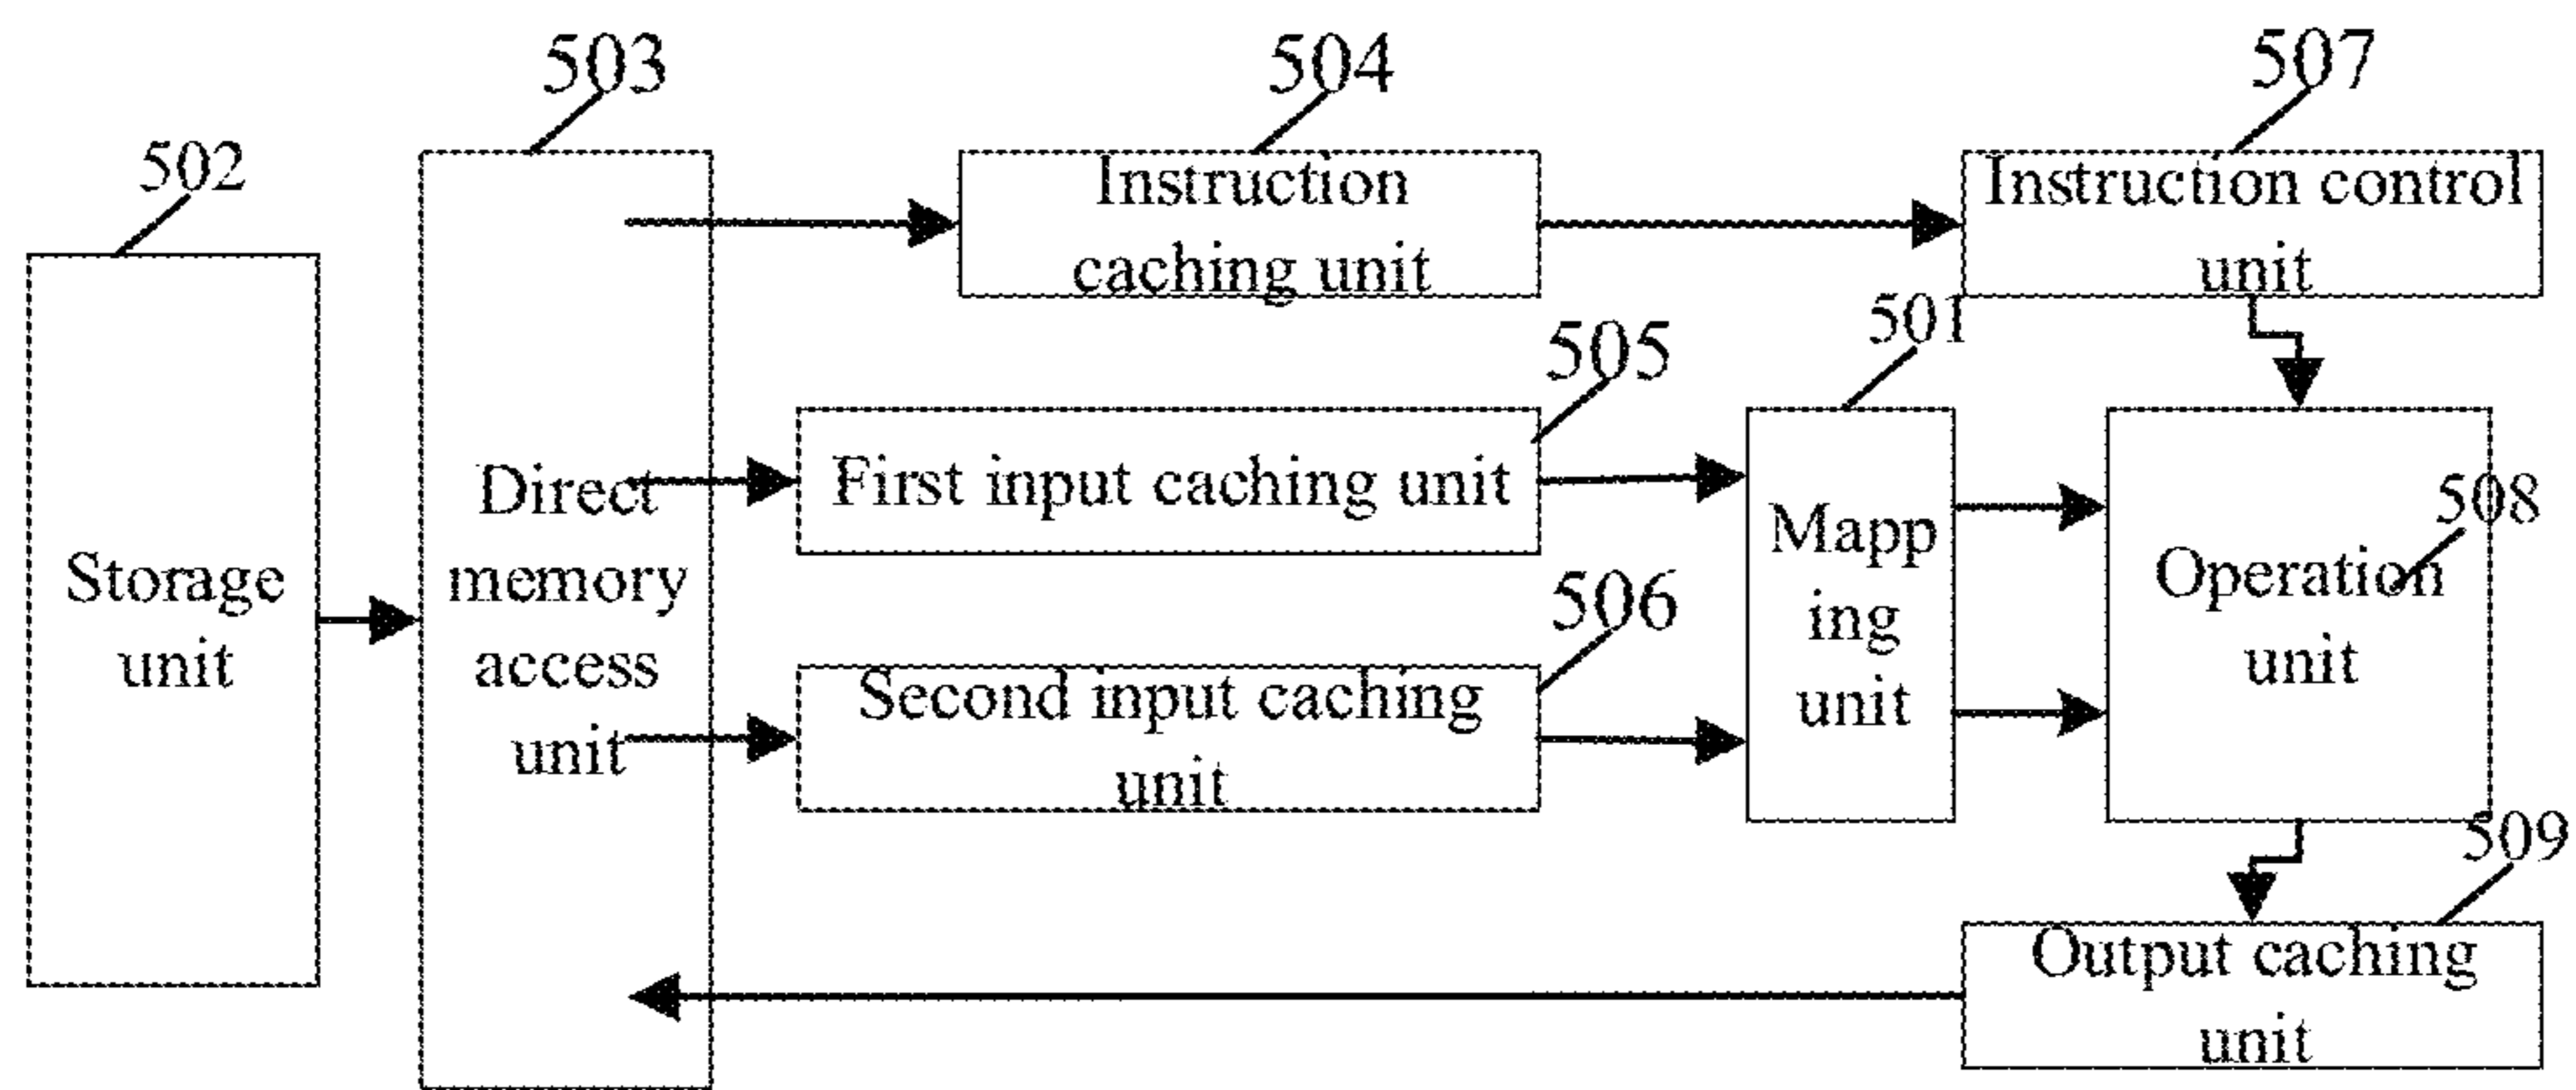 503
504
507
502
Instruction
caching unit
Instruction control
unit
501
505
First input caching unit
Direct
memory
access
unit
Storage
unit
Mapp
ing
unit
508
Operation
unit
506
Second input caching
unit
509
Output caching
unit